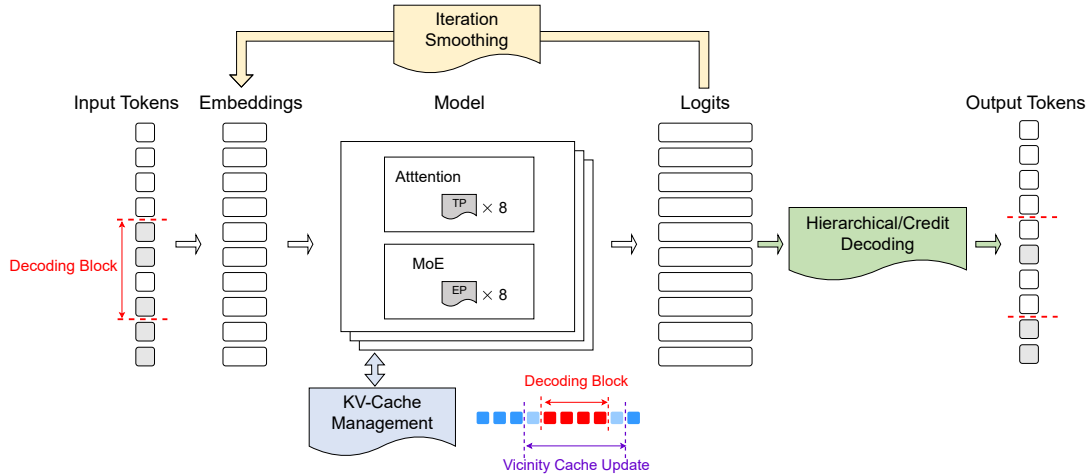 Iteration
Smoothing
Input Tokens
Embeddings
Model
Logits
Output Tokens
Atttention
TP × 8
Decoding Block
MoE
EP × 8
Hierarchical/Credit
Decoding
KV-Cache
Management
Decoding Block
Vicinity Cache Update